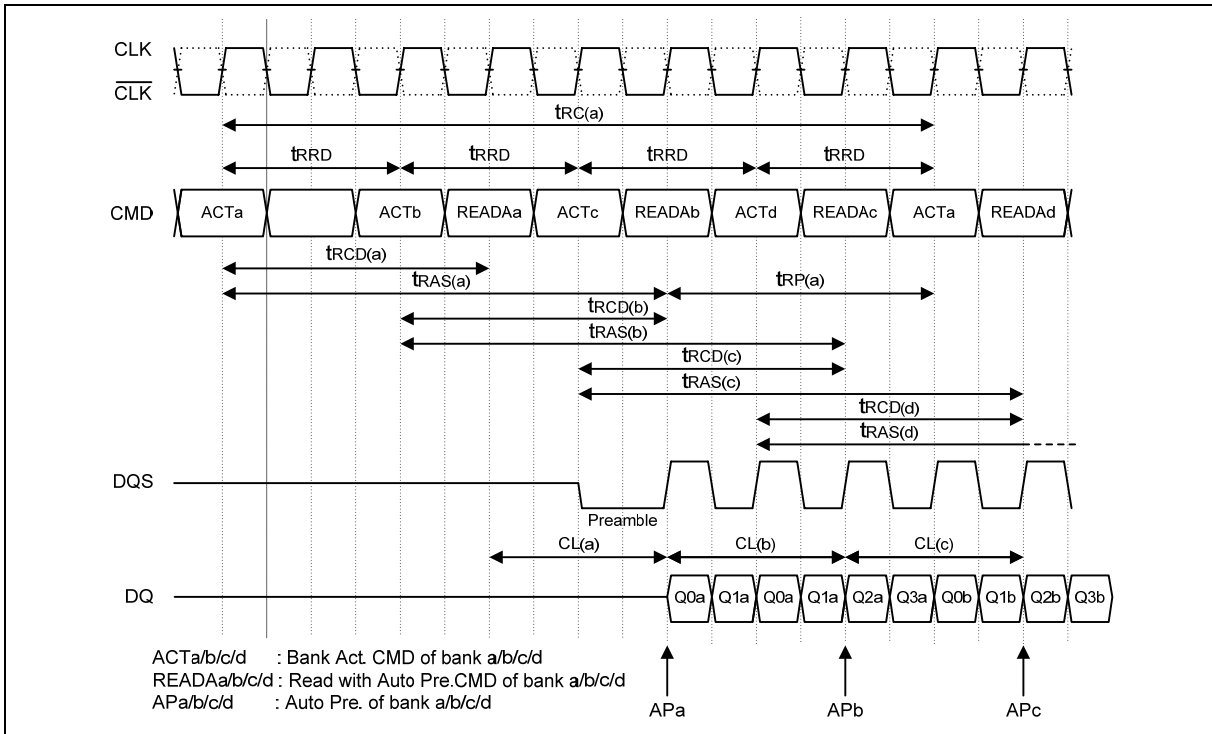 CLK
CLK
tRC(a)
tRRD tRRD tRRD tRRD
CMD ACTa ACTb READAa ACTc READAb ACTd READAc ACTa READAd
tRCD(a)
tRAS(a) tRP(a)
tRCD(b)
tRAS(b)
tRCD(c)
tRAS(c)
tRCD(d)
tRAS(d)
DQS
Preamble
CL(a) CL(b) CL(c)
DQ Q0a Q1a Q0a Q1a Q2a Q3a Q0b Q1b Q2b Q3b
ACTa/b/c/d : Bank Act. CMD of bank a/b/c/d
READAa/b/c/d : Read with Auto Pre.CMD of bank a/b/c/d
APa/b/c/d : Auto Pre. of bank a/b/c/d
APa APb APc